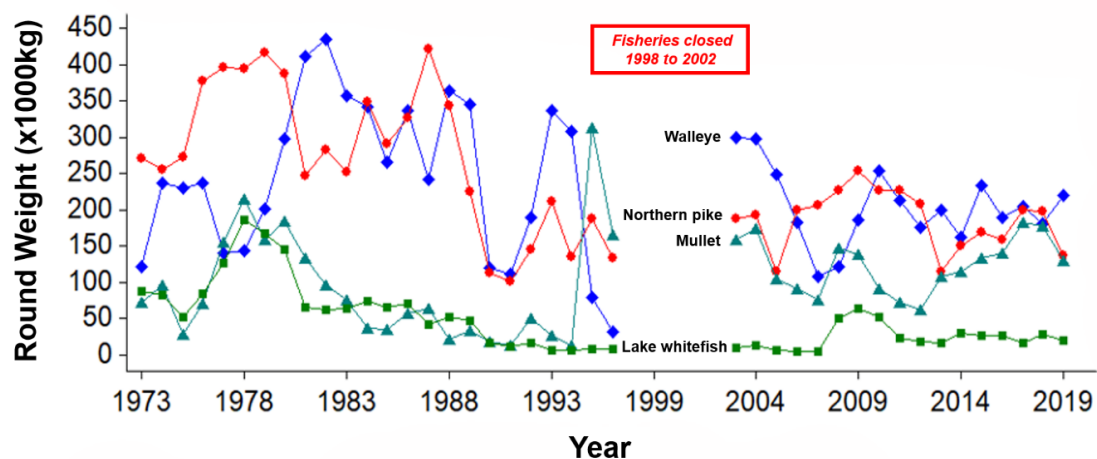 Round Weight (x1000kg)
450
400
350
300
250
200
150
100
50
0
Fisheries closed
1998 to 2002
Walleye
Northern pike
Mullet
Lake whitefish
1973 1978 1983 1988 1993 1999 2004 2009 2014 2019
Year